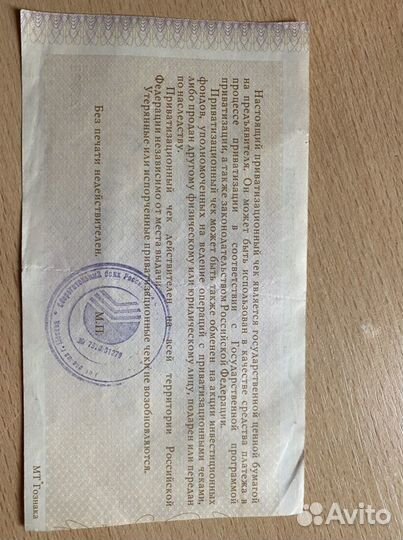 Настоящий приватизационный чек является государственной ценной бумагой
на предъявителя. Он может быть использован в качестве средства платежа в
процессе приватизации в соответствии с Государственной программой
приватизации, а также законодательством Российской Федерации.
Приватизационный чек может быть также обменен на акции инвестиционных
фондов, уполномоченных на ведение операций с приватизационными чеками,
либо продан другому физическому или юридическому лицу, подарен или передан
по наследству.
Приватизационный чек действителен на всей территории Российской
Федерации независимо от места выдачи.
Утерянные или испорченные приватизационные чеки не возобновляются.
Без печати недействителен.
М.П.
Сберегательный банк
МТ Гознака
Avito